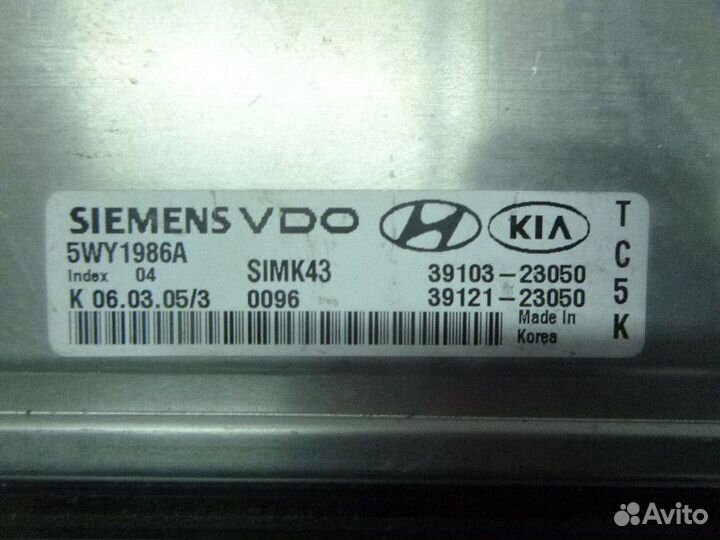 SIEMENS VDO KIA
5WY1986A
Index 04 SIMK43 39103-23050
K 06.03.05/3 0096 39121-23050
Made In
Korea
TC5K
Avito